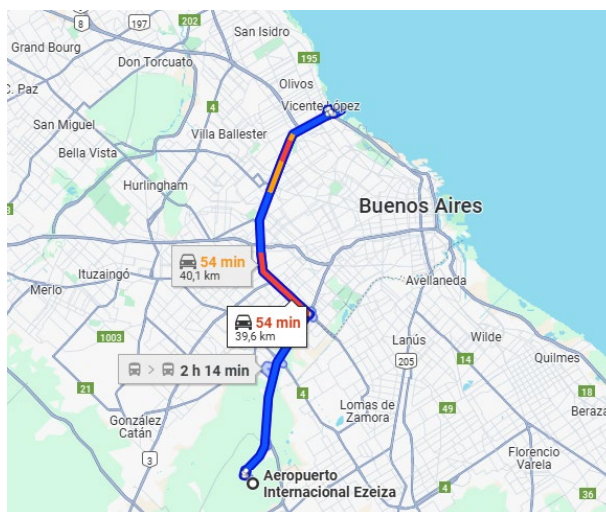 8
197
202
San Isidro
Grand Bourg
Don Torcuato
195
C. Paz
4
Olivos
Vicente López
San Miguel
Villa Ballester
Bella Vista
Hurlingham
Buenos Aires
54 min
40,1 km
Ituzaingó
Merlo
Avellaneda
54 min
39,6 km
1003
Lanús
Wilde
205
14
Quilmes
2 h 14 min
21
4
18
Lomas de
Zamora
49
Beraza
González
Catán
3
Florencio
Varela
Aeropuerto
Internacional Ezeiza
36